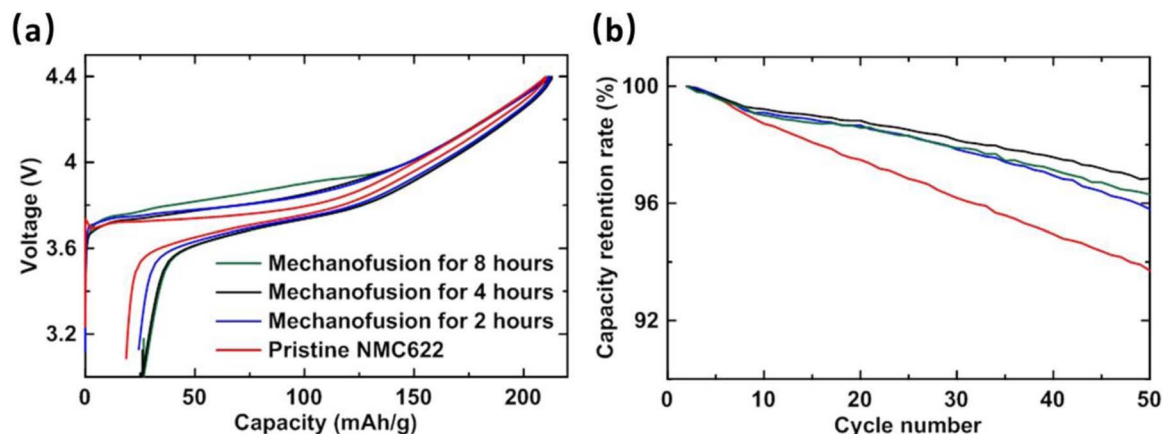 (a)
4.4
4
3.6
3.2
Voltage (V)
0
50
100
150
200
Capacity (mAh/g)
Mechanofusion for 8 hours
Mechanofusion for 4 hours
Mechanofusion for 2 hours
Pristine NMC622
(b)
100
96
92
Capacity retention rate (%)
0
10
20
30
40
50
Cycle number